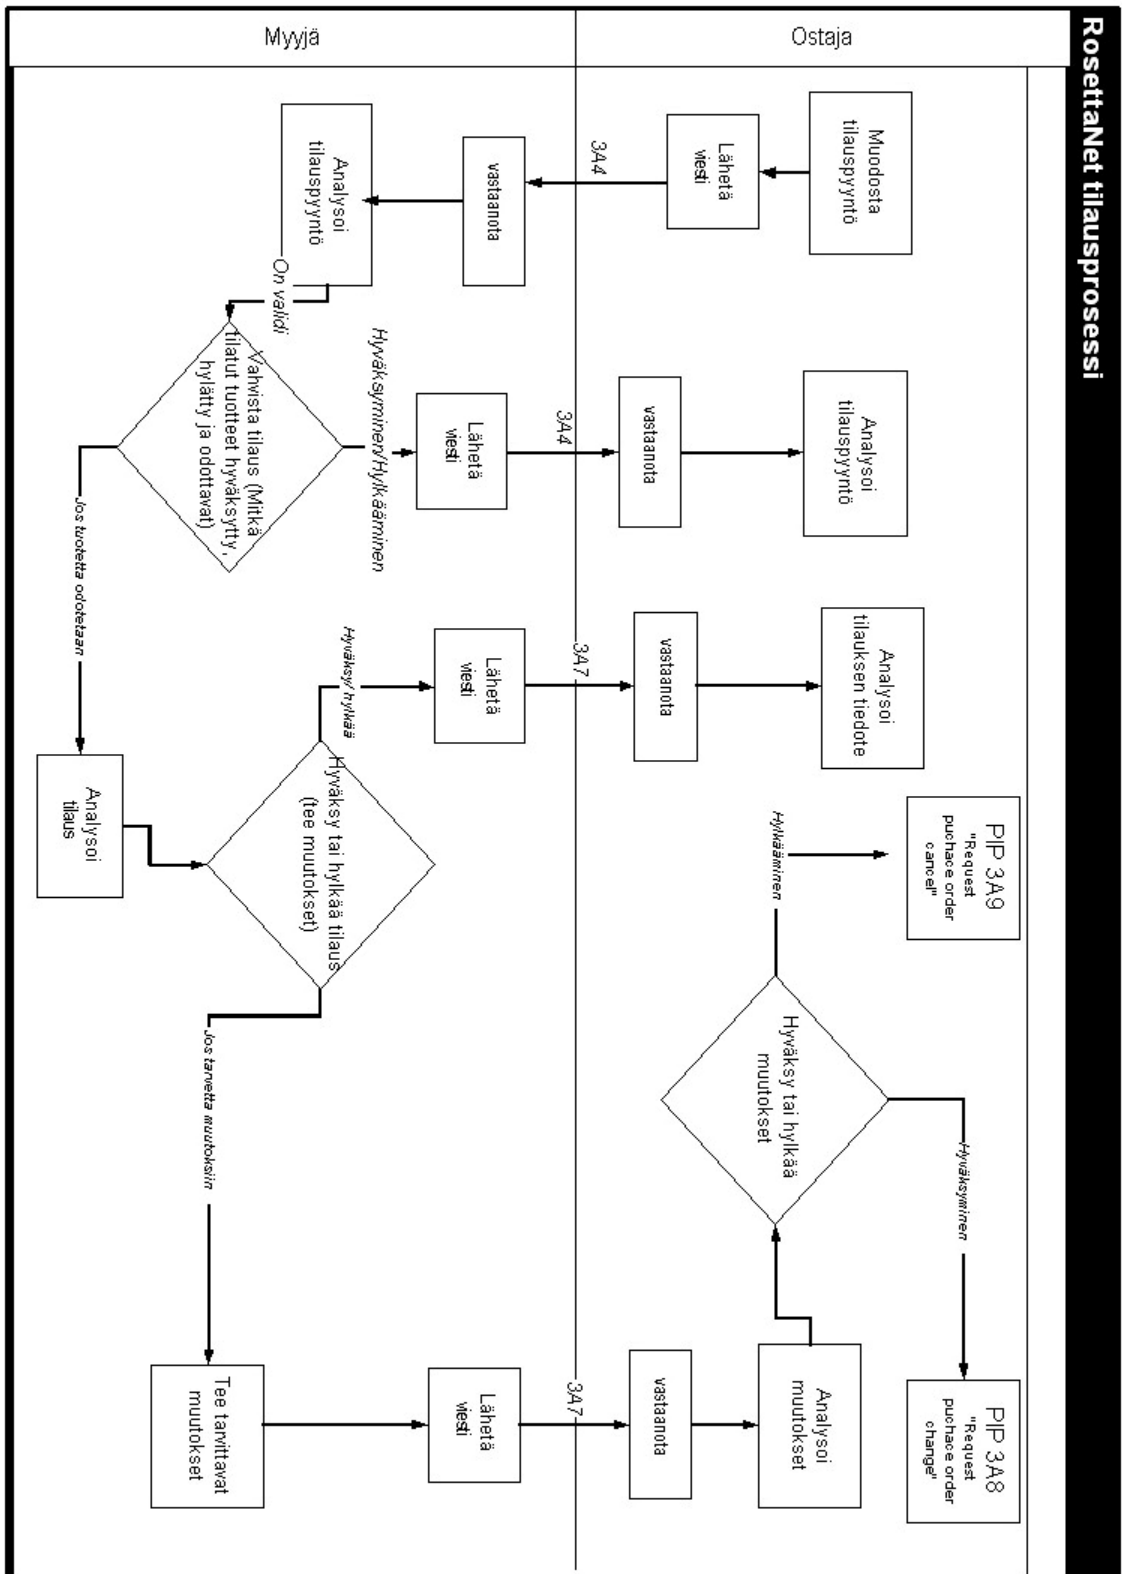 RosettaNet tilausprosessi
Ostaja
Myyjä
Muodosta
tilauspyyntö
Lähetä
viesti
3A4
vastaanota
Analysoi
tilauspyyntö
On validi
Vahvista tilaus (Mitkä
tilatut tuotteet hyväksytty,
hylätty ja odottavat)
Hyväksyminen/Hylkääminen
Lähetä
viesti
3A4
vastaanota
Analysoi
tilauspyyntö
Jos tuotetta odotetaan
Analysoi
tilaus
Hyväksy tai hylkää tilaus
(tee muutokset)
Hyväksy/ hylkää
Lähetä
viesti
3A7
vastaanota
Analysoi
tilauksen tiedote
Jos tarvetta muutoksiin
Tee tarvittavat
muutokset
Lähetä
viesti
3A7
vastaanota
Analysoi
muutokset
Hyväksy tai hylkää
muutokset
Hylkääminen
PIP 3A9
"Request
puchace order
cancel"
Hyväksyminen
PIP 3A8
"Request
puchace order
change"